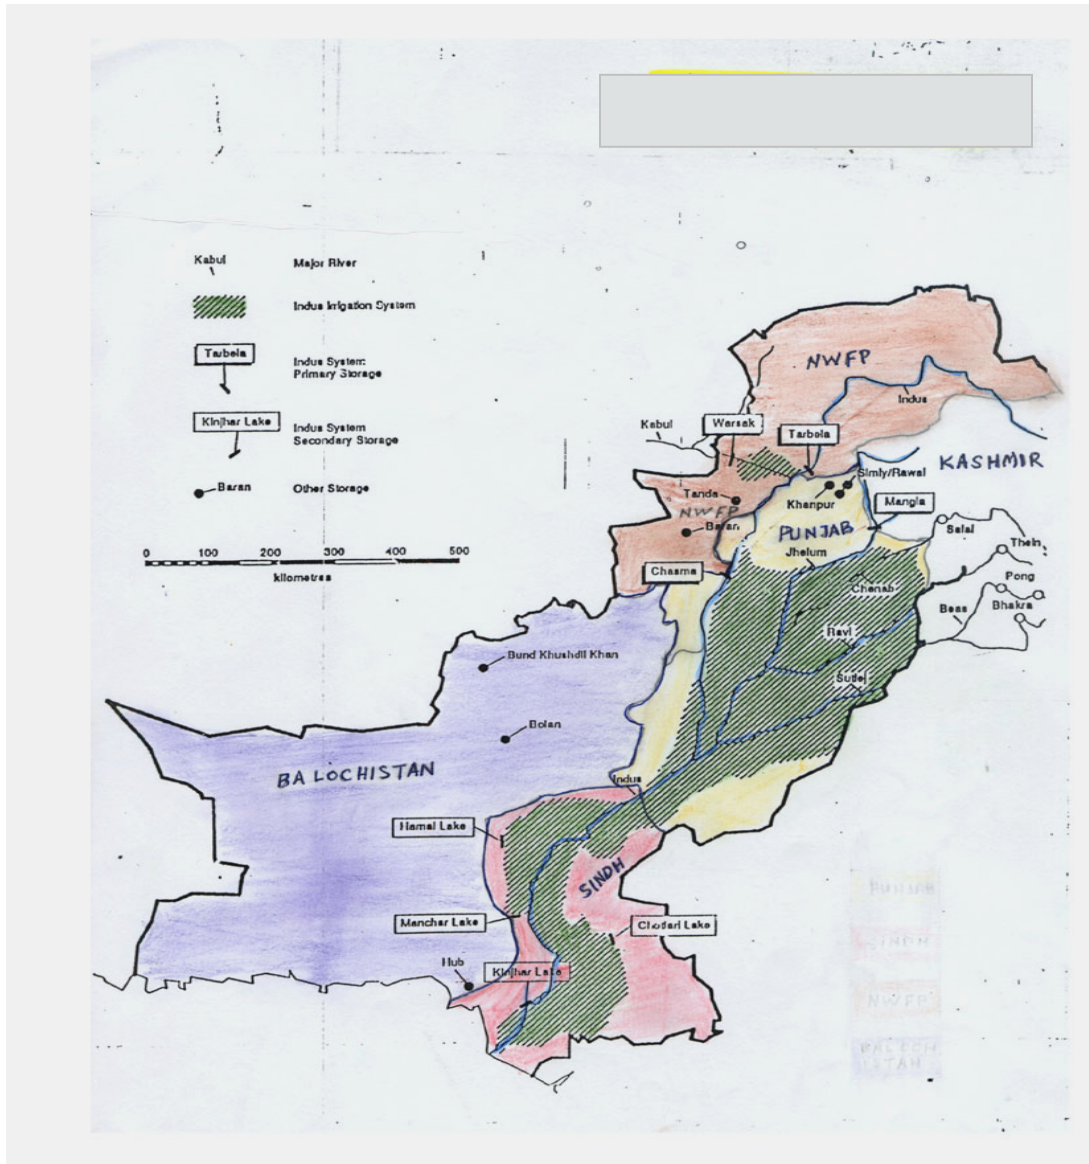 Kabul
Major River
Indus Irrigation System
Tarbela
Indus System
Primary Storage
Kinjhar Lake
Indus System
Secondary Storage
Baran
Other Storage
0 100 200 300 400 500
kilometres
NWFP
Indus
Kabul
Warsak
Tarbela
KASHMIR
Simly/Rawal
Tanda
Khanpur
Mangla
NWFP
Baran
PUNJAB
Salal
Jhelum
Thein
Chasma
Chenab
Pong
Beas
Bhakra
Ravi
Bund Khushdil Khan
Sutlej
Bolan
BALOCHISTAN
Indus
Hamal Lake
SINDH
Manchar Lake
Chotiari Lake
Hub
Kinjhar Lake
SINDH
NWFP